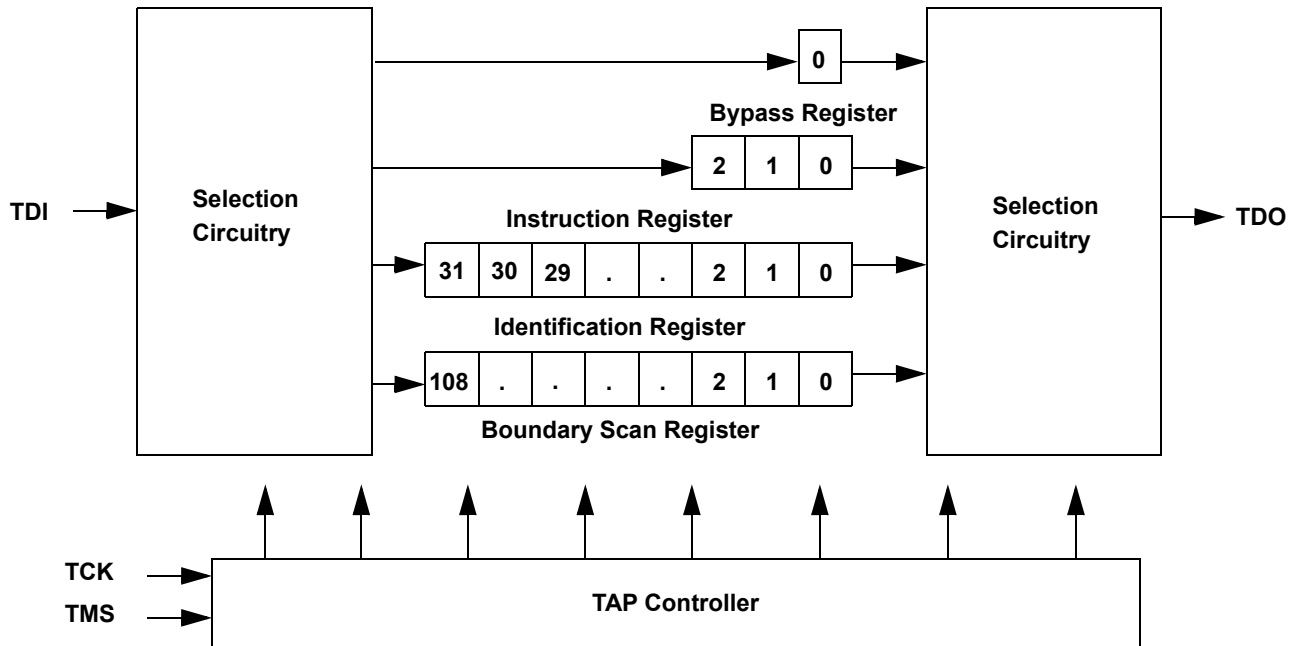 0
Bypass Register
2 1 0
Selection
Circuitry
Selection
Circuitry
TDI
TDO
Instruction Register
31 30 29 . . 2 1 0
Identification Register
108 . . . . 2 1 0
Boundary Scan Register
TCK
TMS
TAP Controller